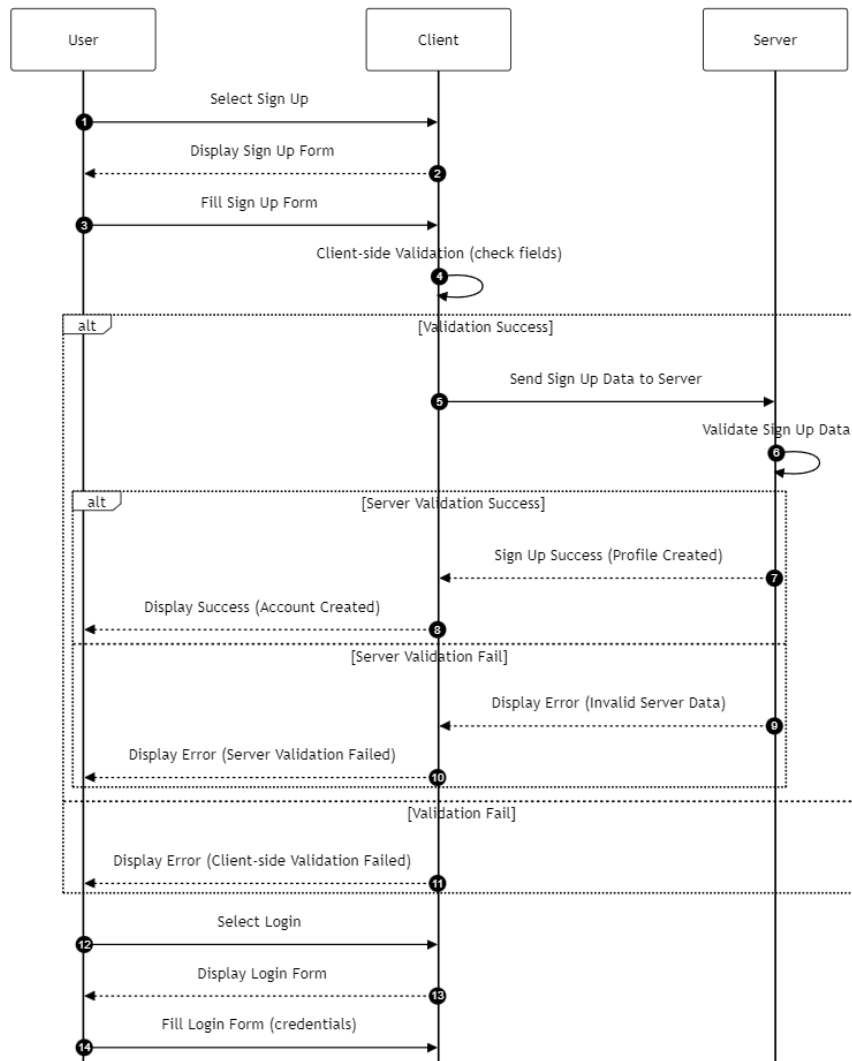 User Client Server
Select Sign Up
1
Display Sign Up Form
2
Fill Sign Up Form
3
Client-side Validation (check fields)
4
alt [Validation Success]
Send Sign Up Data to Server
5
Validate Sign Up Data
6
alt [Server Validation Success]
Sign Up Success (Profile Created)
7
Display Success (Account Created)
8
[Server Validation Fail]
Display Error (Invalid Server Data)
9
Display Error (Server Validation Failed)
10
[Validation Fail]
Display Error (Client-side Validation Failed)
11
Select Login
12
Display Login Form
13
Fill Login Form (credentials)
14